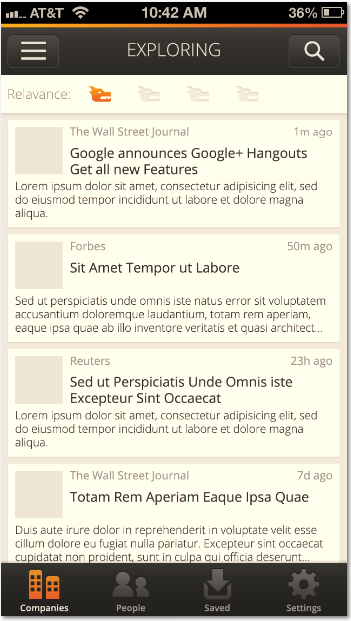 AT&T 10:42 AM 36%
EXPLORING
Relavance:
The Wall Street Journal 1m ago
Google announces Google+ Hangouts
Get all new Features
Lorem ipsum dolor sit amet, consectetur adipisicing elit, sed
do eiusmod tempor incididunt ut labore et dolore magna
aliqua.
Forbes 50m ago
Sit Amet Tempor ut Labore
Sed ut perspiciatis unde omnis iste natus error sit voluptatem
accusantium doloremque laudantium, totam rem aperiam,
eaque ipsa quae ab illo inventore veritatis et quasi architect...
Reuters 23h ago
Sed ut Perspiciatis Unde Omnis iste
Excepteur Sint Occaecat
Lorem ipsum dolor sit amet, consectetur adipisicing elit, sed
do eiusmod tempor incididunt ut labore et dolore magna
aliqua.
The Wall Street Journal 7d ago
Totam Rem Aperiam Eaque Ipsa Quae
Duis aute irure dolor in reprehenderit in voluptate velit esse
cillum dolore eu fugiat nulla pariatur. Excepteur sint occaecat
cupidatat non proident, sunt in culpa qui officia deserunt...
Companies People Saved Settings